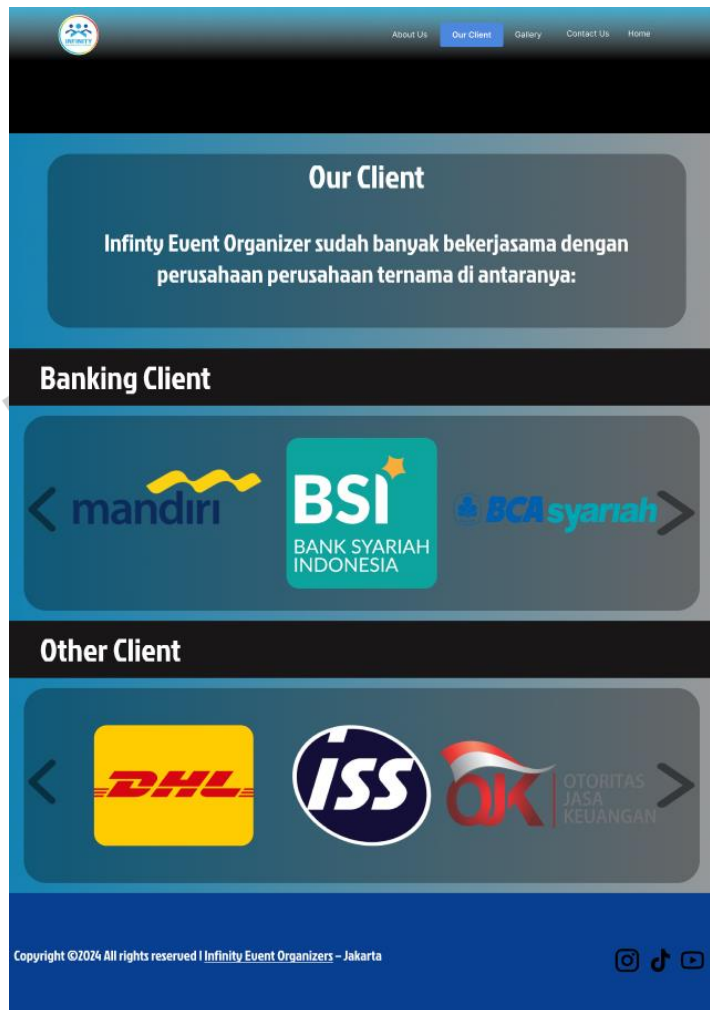 INFINITY
About Us Our Client Gallery Contact Us Home
Our Client
Infinty Event Organizer sudah banyak bekerjasama dengan
perusahaan perusahaan ternama di antaranya:
Banking Client
mandiri
BSI
BANK SYARIAH
INDONESIA
BCA syariah
Other Client
DHL
ISS
OJK
OTORITAS
JASA
KEUANGAN
Copyright ©2024 All rights reserved | Infinity Event Organizers – Jakarta